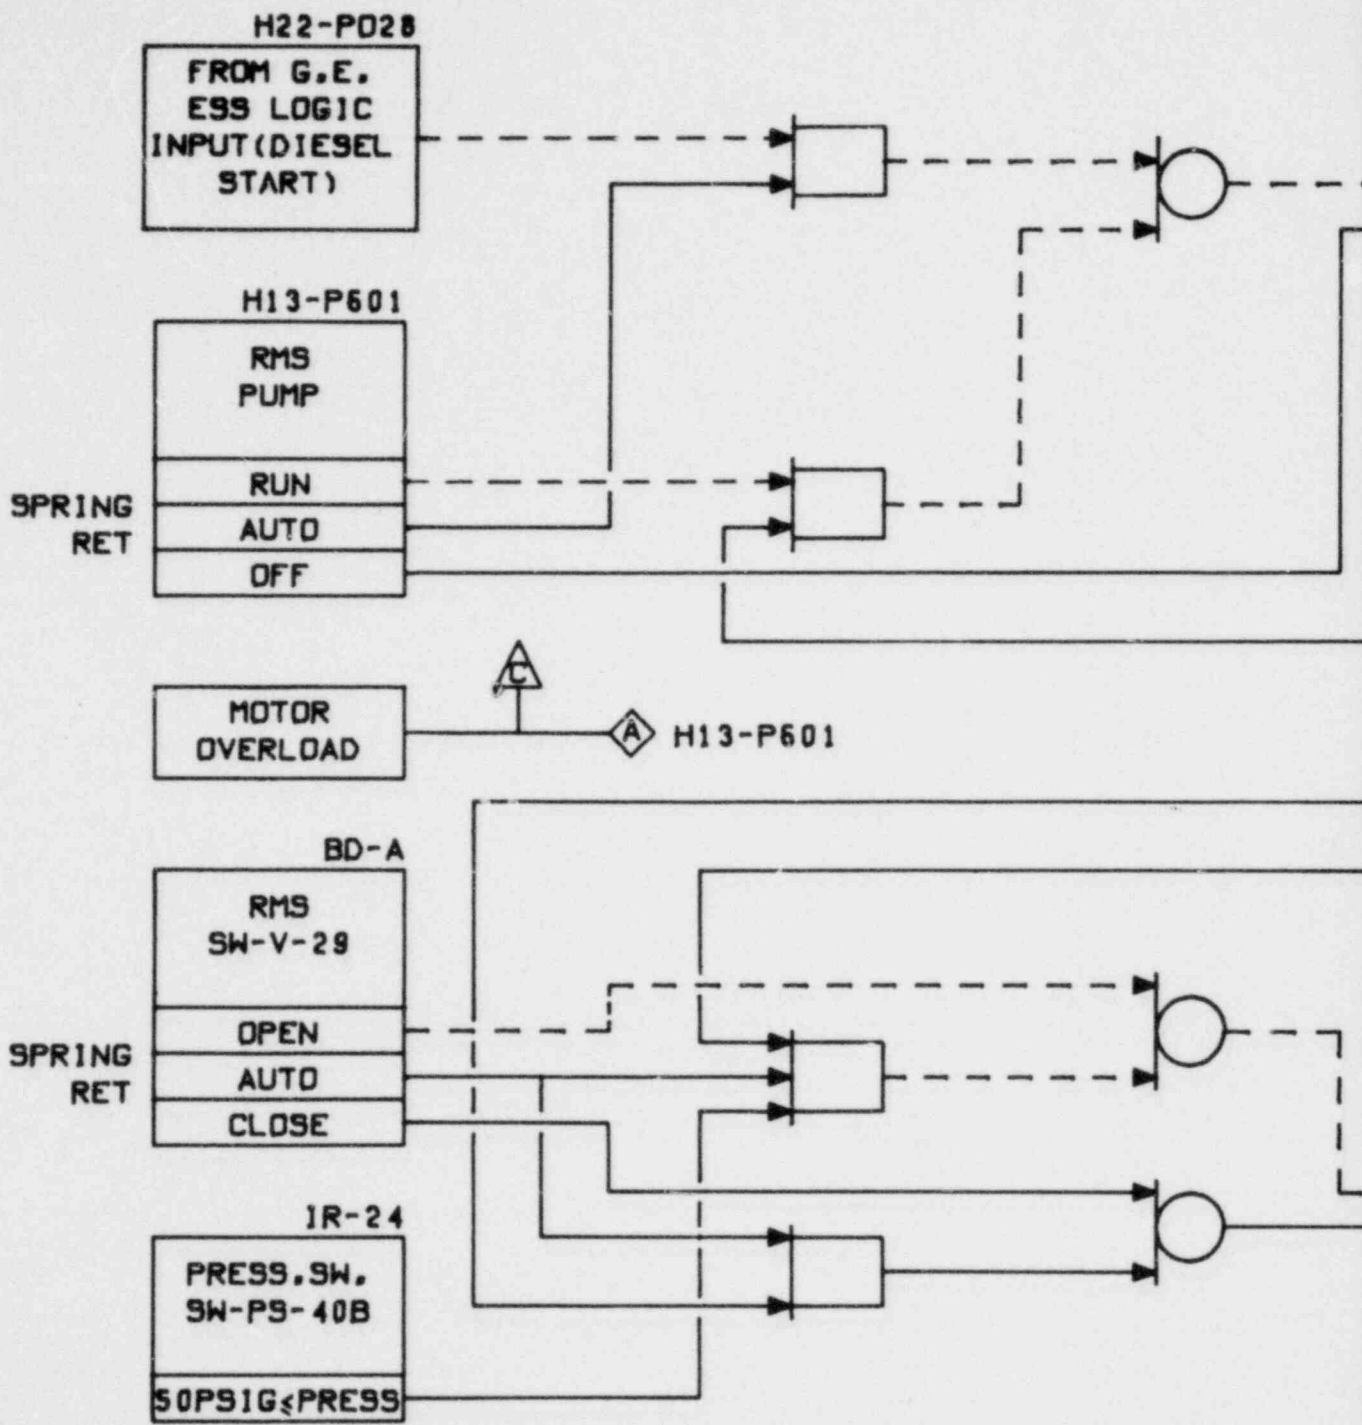 H22-P028
FROM G.E.
ESS LOGIC
INPUT(DIESEL
START)
H13-P601
RMS
PUMP
RUN
SPRING
RET
AUTO
OFF
C
MOTOR
OVERLOAD
A
H13-P601
BD-A
RMS
SW-V-29
OPEN
SPRING
RET
AUTO
CLOSE
IR-24
PRESS.SW.
SW-PS-40B
50PSIG≤PRESS